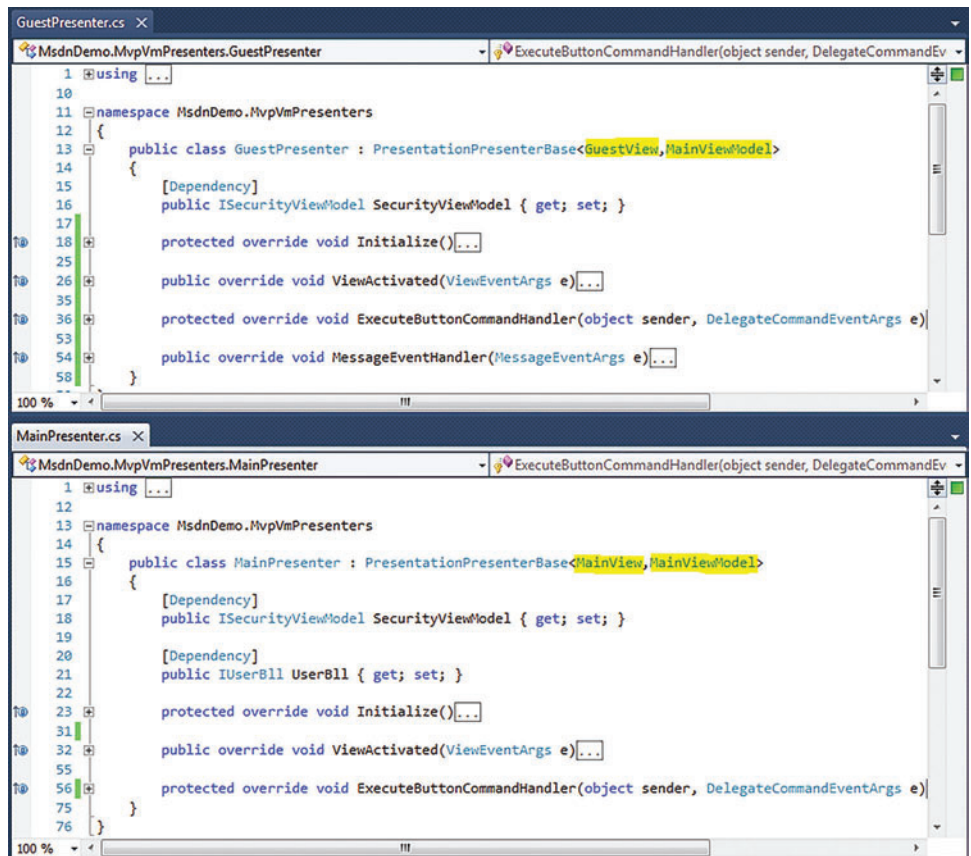 GuestPresenter.cs
MsdnDemo.MvpVmPresenters.GuestPresenter ExecuteButtonCommandHandler(object sender, DelegateCommandEv
1 using ...
10
11 namespace MsdnDemo.MvpVmPresenters
12 {
13 public class GuestPresenter : PresentationPresenterBase<GuestView,MainViewModel>
14 {
15 [Dependency]
16 public ISecurityViewModel SecurityViewModel { get; set; }
17
18 protected override void Initialize()...
25
26 public override void ViewActivated(ViewEventArgs e)...
35
36 protected override void ExecuteButtonCommandHandler(object sender, DelegateCommandEventArgs e)
53
54 public override void MessageEventHandler(MessageEventArgs e)...
58 }
100 %
MainPresenter.cs
MsdnDemo.MvpVmPresenters.MainPresenter ExecuteButtonCommandHandler(object sender, DelegateCommandEv
1 using ...
12
13 namespace MsdnDemo.MvpVmPresenters
14 {
15 public class MainPresenter : PresentationPresenterBase<MainView,MainViewModel>
16 {
17 [Dependency]
18 public ISecurityViewModel SecurityViewModel { get; set; }
19
20 [Dependency]
21 public IUserBll UserBll { get; set; }
22
23 protected override void Initialize()...
31
32 public override void ViewActivated(ViewEventArgs e)...
55
56 protected override void ExecuteButtonCommandHandler(object sender, DelegateCommandEventArgs e)
75 }
76 }
100 %